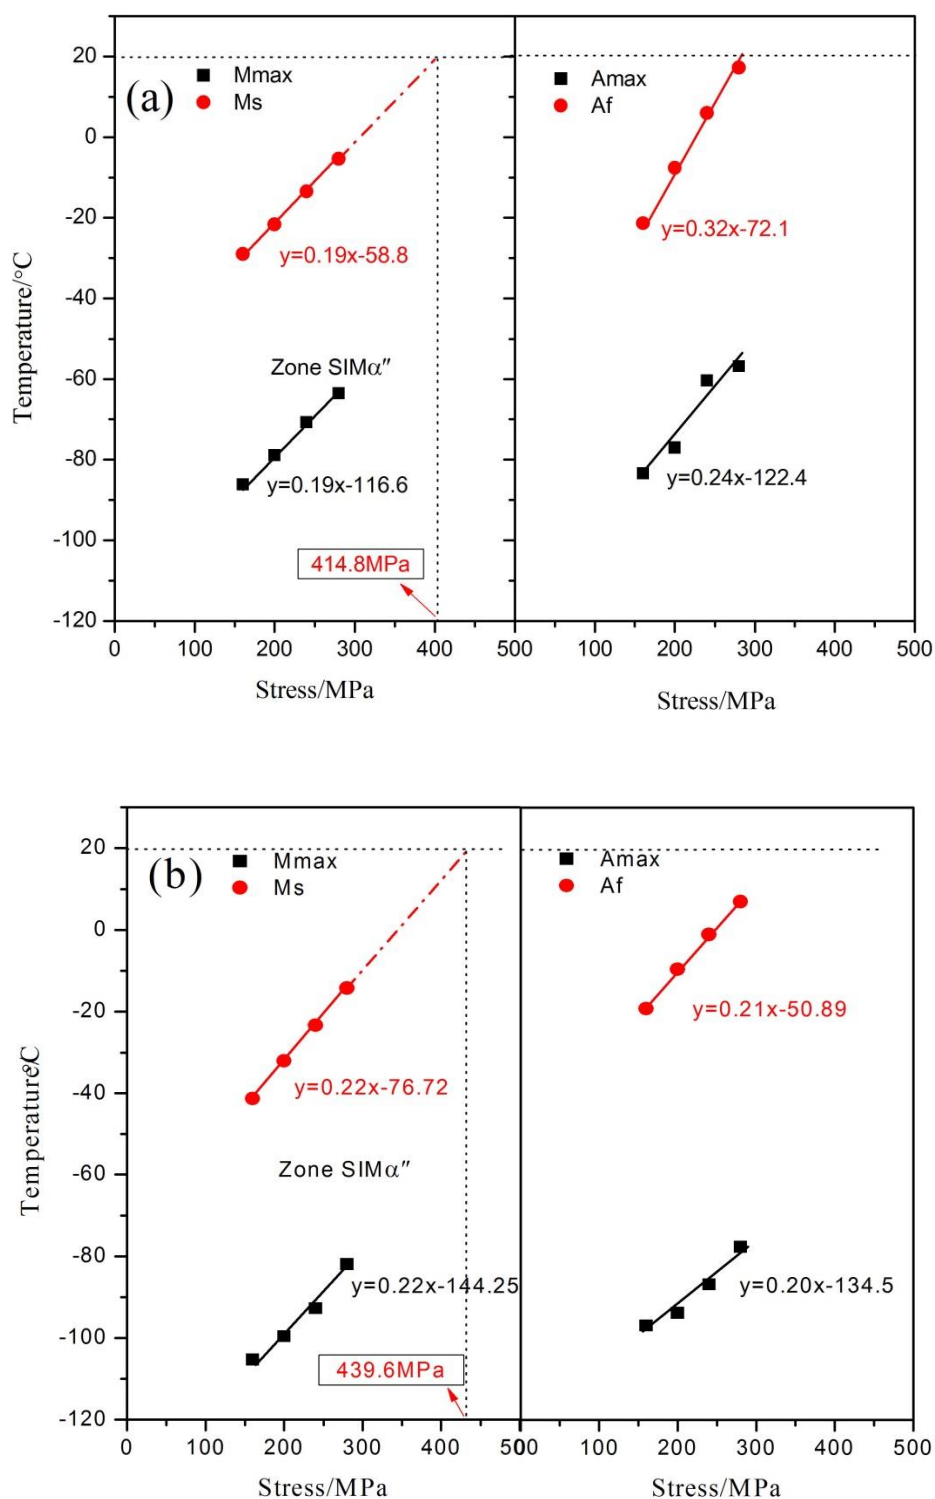 (a)
Mmax
Ms
Amax
Af
20
0
-20
-40
-60
-80
-100
-120
Temperature/°C
y=0.19x-58.8
y=0.32x-72.1
Zone SIMα″
y=0.19x-116.6
y=0.24x-122.4
414.8MPa
0 100 200 300 400 500 100 200 300 400 500
Stress/MPa
Stress/MPa
(b)
Mmax
Ms
Amax
Af
20
0
-20
-40
-60
-80
-100
-120
Temperature/°C
y=0.22x-76.72
y=0.21x-50.89
Zone SIMα″
y=0.22x-144.25
y=0.20x-134.5
439.6MPa
0 100 200 300 400 500 100 200 300 400 500
Stress/MPa
Stress/MPa